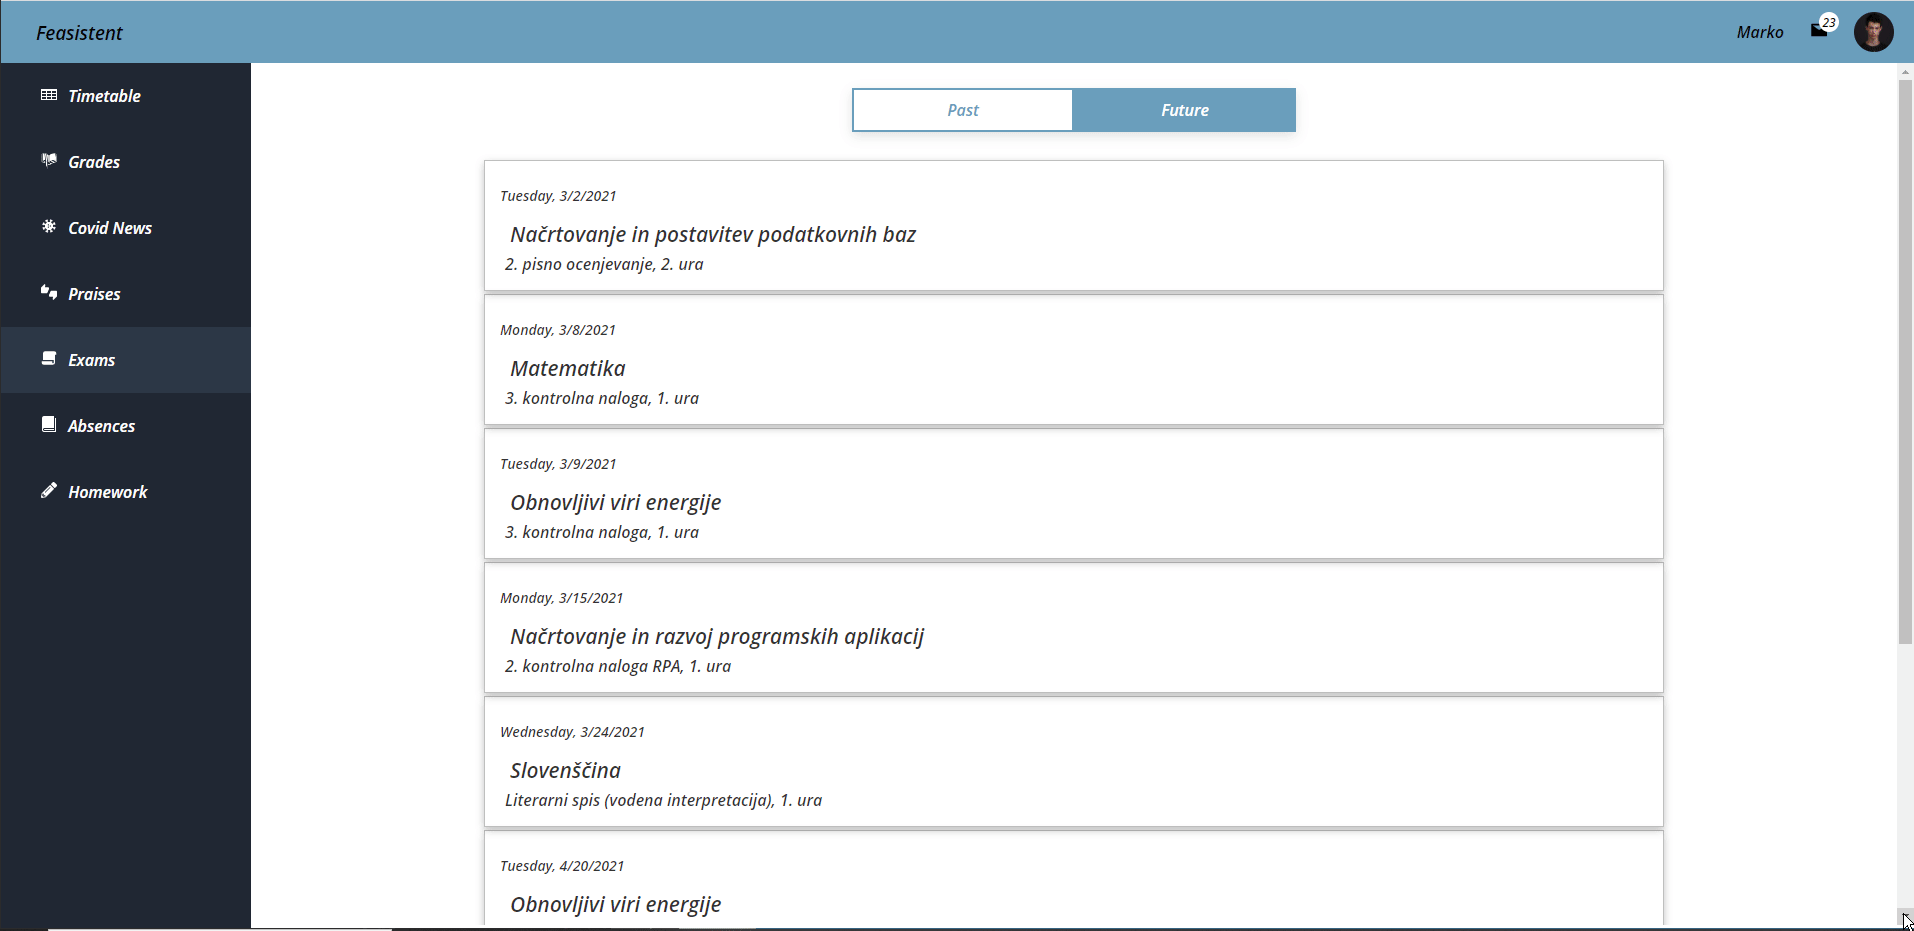 Feasistent
Marko
23
Timetable
Grades
Covid News
Praises
Exams
Absences
Homework
Past
Future
Tuesday, 3/2/2021
Načrtovanje in postavitev podatkovnih baz
2. pisno ocenjevanje, 2. ura
Monday, 3/8/2021
Matematika
3. kontrolna naloga, 1. ura
Tuesday, 3/9/2021
Obnovljivi viri energije
3. kontrolna naloga, 1. ura
Monday, 3/15/2021
Načrtovanje in razvoj programskih aplikacij
2. kontrolna naloga RPA, 1. ura
Wednesday, 3/24/2021
Slovenščina
Literarni spis (vodena interpretacija), 1. ura
Tuesday, 4/20/2021
Obnovljivi viri energije